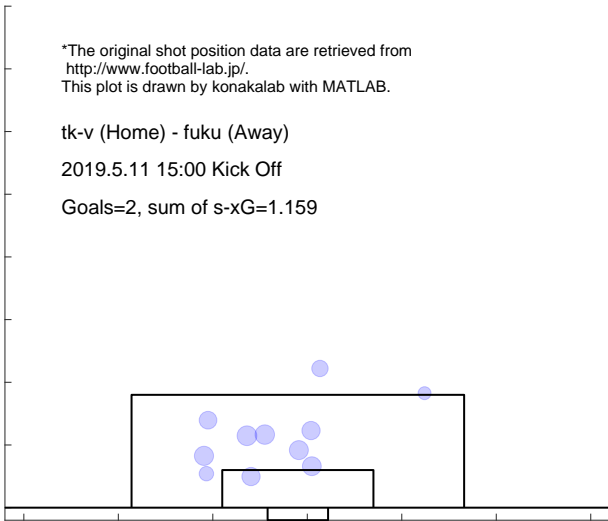 *The original shot position data are retrieved from
http://www.football-lab.jp/.
This plot is drawn by konakalab with MATLAB.
tk-v (Home) - fuku (Away)
2019.5.11 15:00 Kick Off
Goals=2, sum of s-xG=1.159